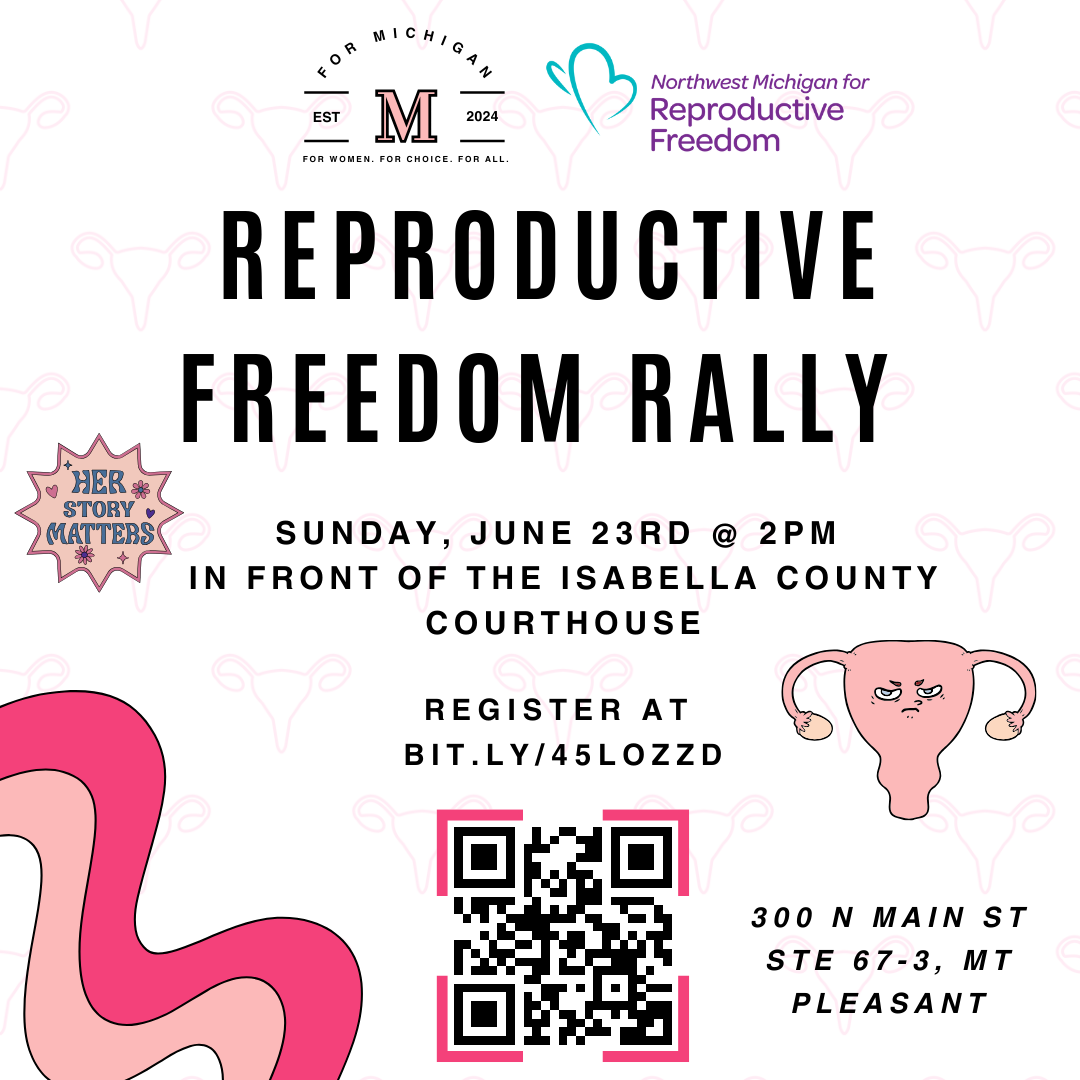 FOR MICHIGAN
EST
M
2024
FOR WOMEN. FOR CHOICE. FOR ALL.
Northwest Michigan for
Reproductive
Freedom
REPRODUCTIVE
FREEDOM RALLY
HER
STORY
MATTERS
SUNDAY, JUNE 23RD @ 2PM
IN FRONT OF THE ISABELLA COUNTY
COURTHOUSE
REGISTER AT
BIT.LY/45LOZZD
300 N MAIN ST
STE 67-3, MT
PLEASANT